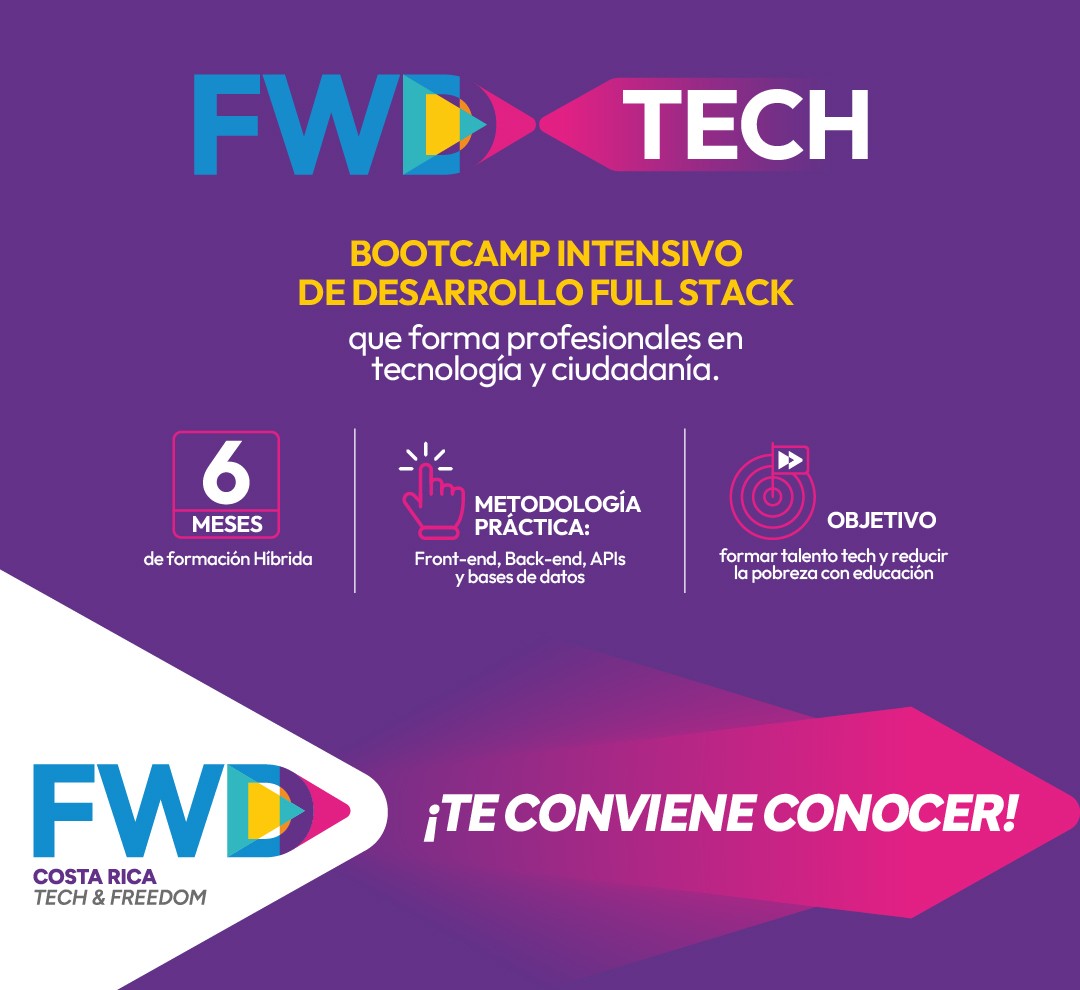 FWD TECH
BOOTCAMP INTENSIVO
DE DESARROLLO FULL STACK
que forma profesionales en
tecnología y ciudadanía.
6
MESES
de formación Híbrida
METODOLOGÍA
PRÁCTICA:
Front-end, Back-end, APIs
y bases de datos
OBJETIVO
formar talento tech y reducir
la pobreza con educación
FWD
COSTA RICA
TECH & FREEDOM
¡TE CONVIENE CONOCER!